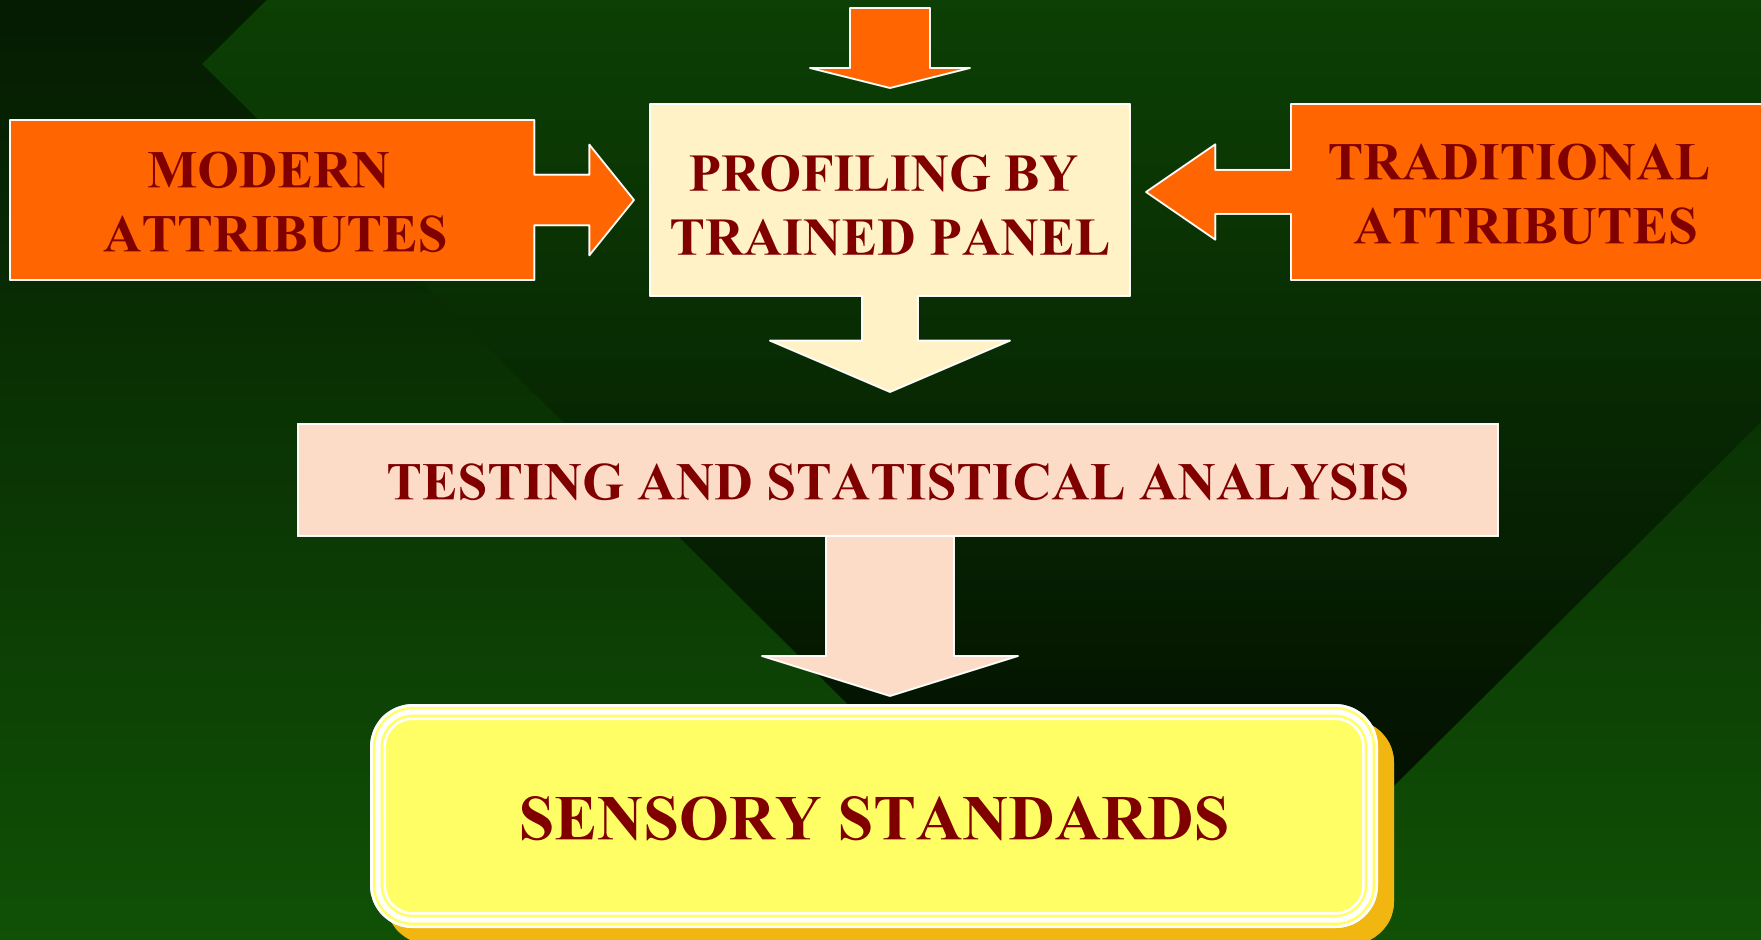 MODERN
ATTRIBUTES
PROFILING BY
TRAINED PANEL
TRADITIONAL
ATTRIBUTES
TESTING AND STATISTICAL ANALYSIS
SENSORY STANDARDS